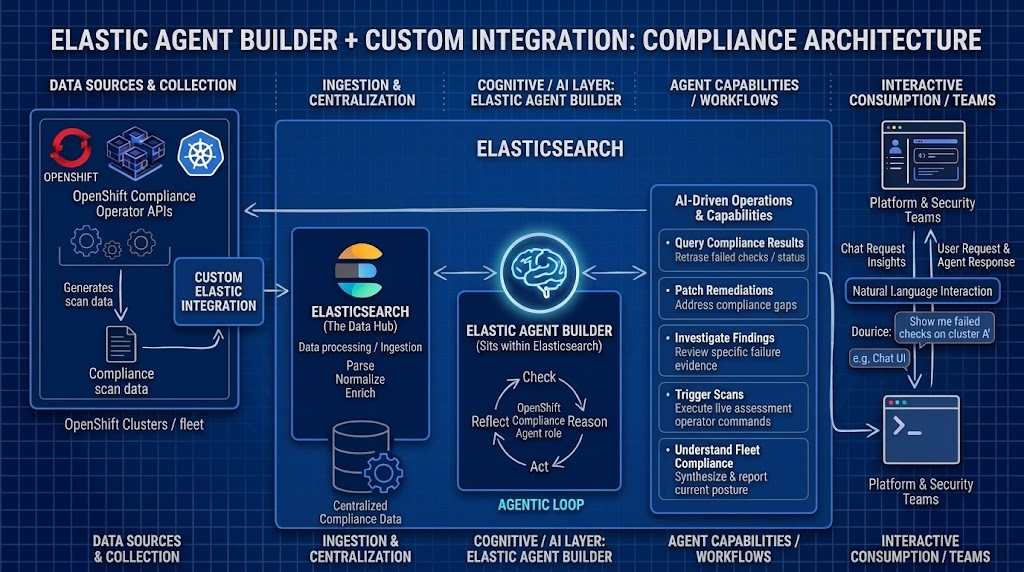 ELASTIC AGENT BUILDER + CUSTOM INTEGRATION: COMPLIANCE ARCHITECTURE
DATA SOURCES & COLLECTION
INGESTION &
CENTRALIZATION
COGNITIVE / AI LAYER:
ELASTIC AGENT BUILDER
AGENT CAPABILITIES
/ WORKFLOWS
INTERACTIVE
CONSUMPTION / TEAMS
OPENSHIFT
OpenShift Compliance
Operator APIs
Generates
scan data
Compliance
scan data
OpenShift Clusters / fleet
CUSTOM
ELASTIC
INTEGRATION
ELASTICSEARCH
ELASTICSEARCH
(The Data Hub)
Data processing / Ingestion
Parse
Normalize
Enrich
Centralized
Compliance Data
ELASTIC AGENT BUILDER
(Sits within Elasticsearch)
Check
Reason
Act
Reflect
OpenShift
Compliance
Agent role
AGENTIC LOOP
AI-Driven Operations
& Capabilities
• Query Compliance Results
Retrase failed checks / status
• Patch Remediations
Address compliance gaps
• Investigate Findings
Review specific failure
evidence
• Trigger Scans
Execute live assessment
operator commands
• Understand Fleet
Compliance
Synthesize & report
current posture
Platform & Security
Teams
Chat Request
Insights
User Request &
Agent Response
Natural Language Interaction
Dourice:
Show me failed
checks on cluster A'
e.g, Chat UI
>_
Platform & Security
Teams
DATA SOURCES
& COLLECTION
INGESTION &
CENTRALIZATION
COGNITIVE / AI LAYER:
ELASTIC AGENT BUILDER
AGENT CAPABILITIES /
WORKFLOWS
INTERACTIVE
CONSUMPTION / TEAMS